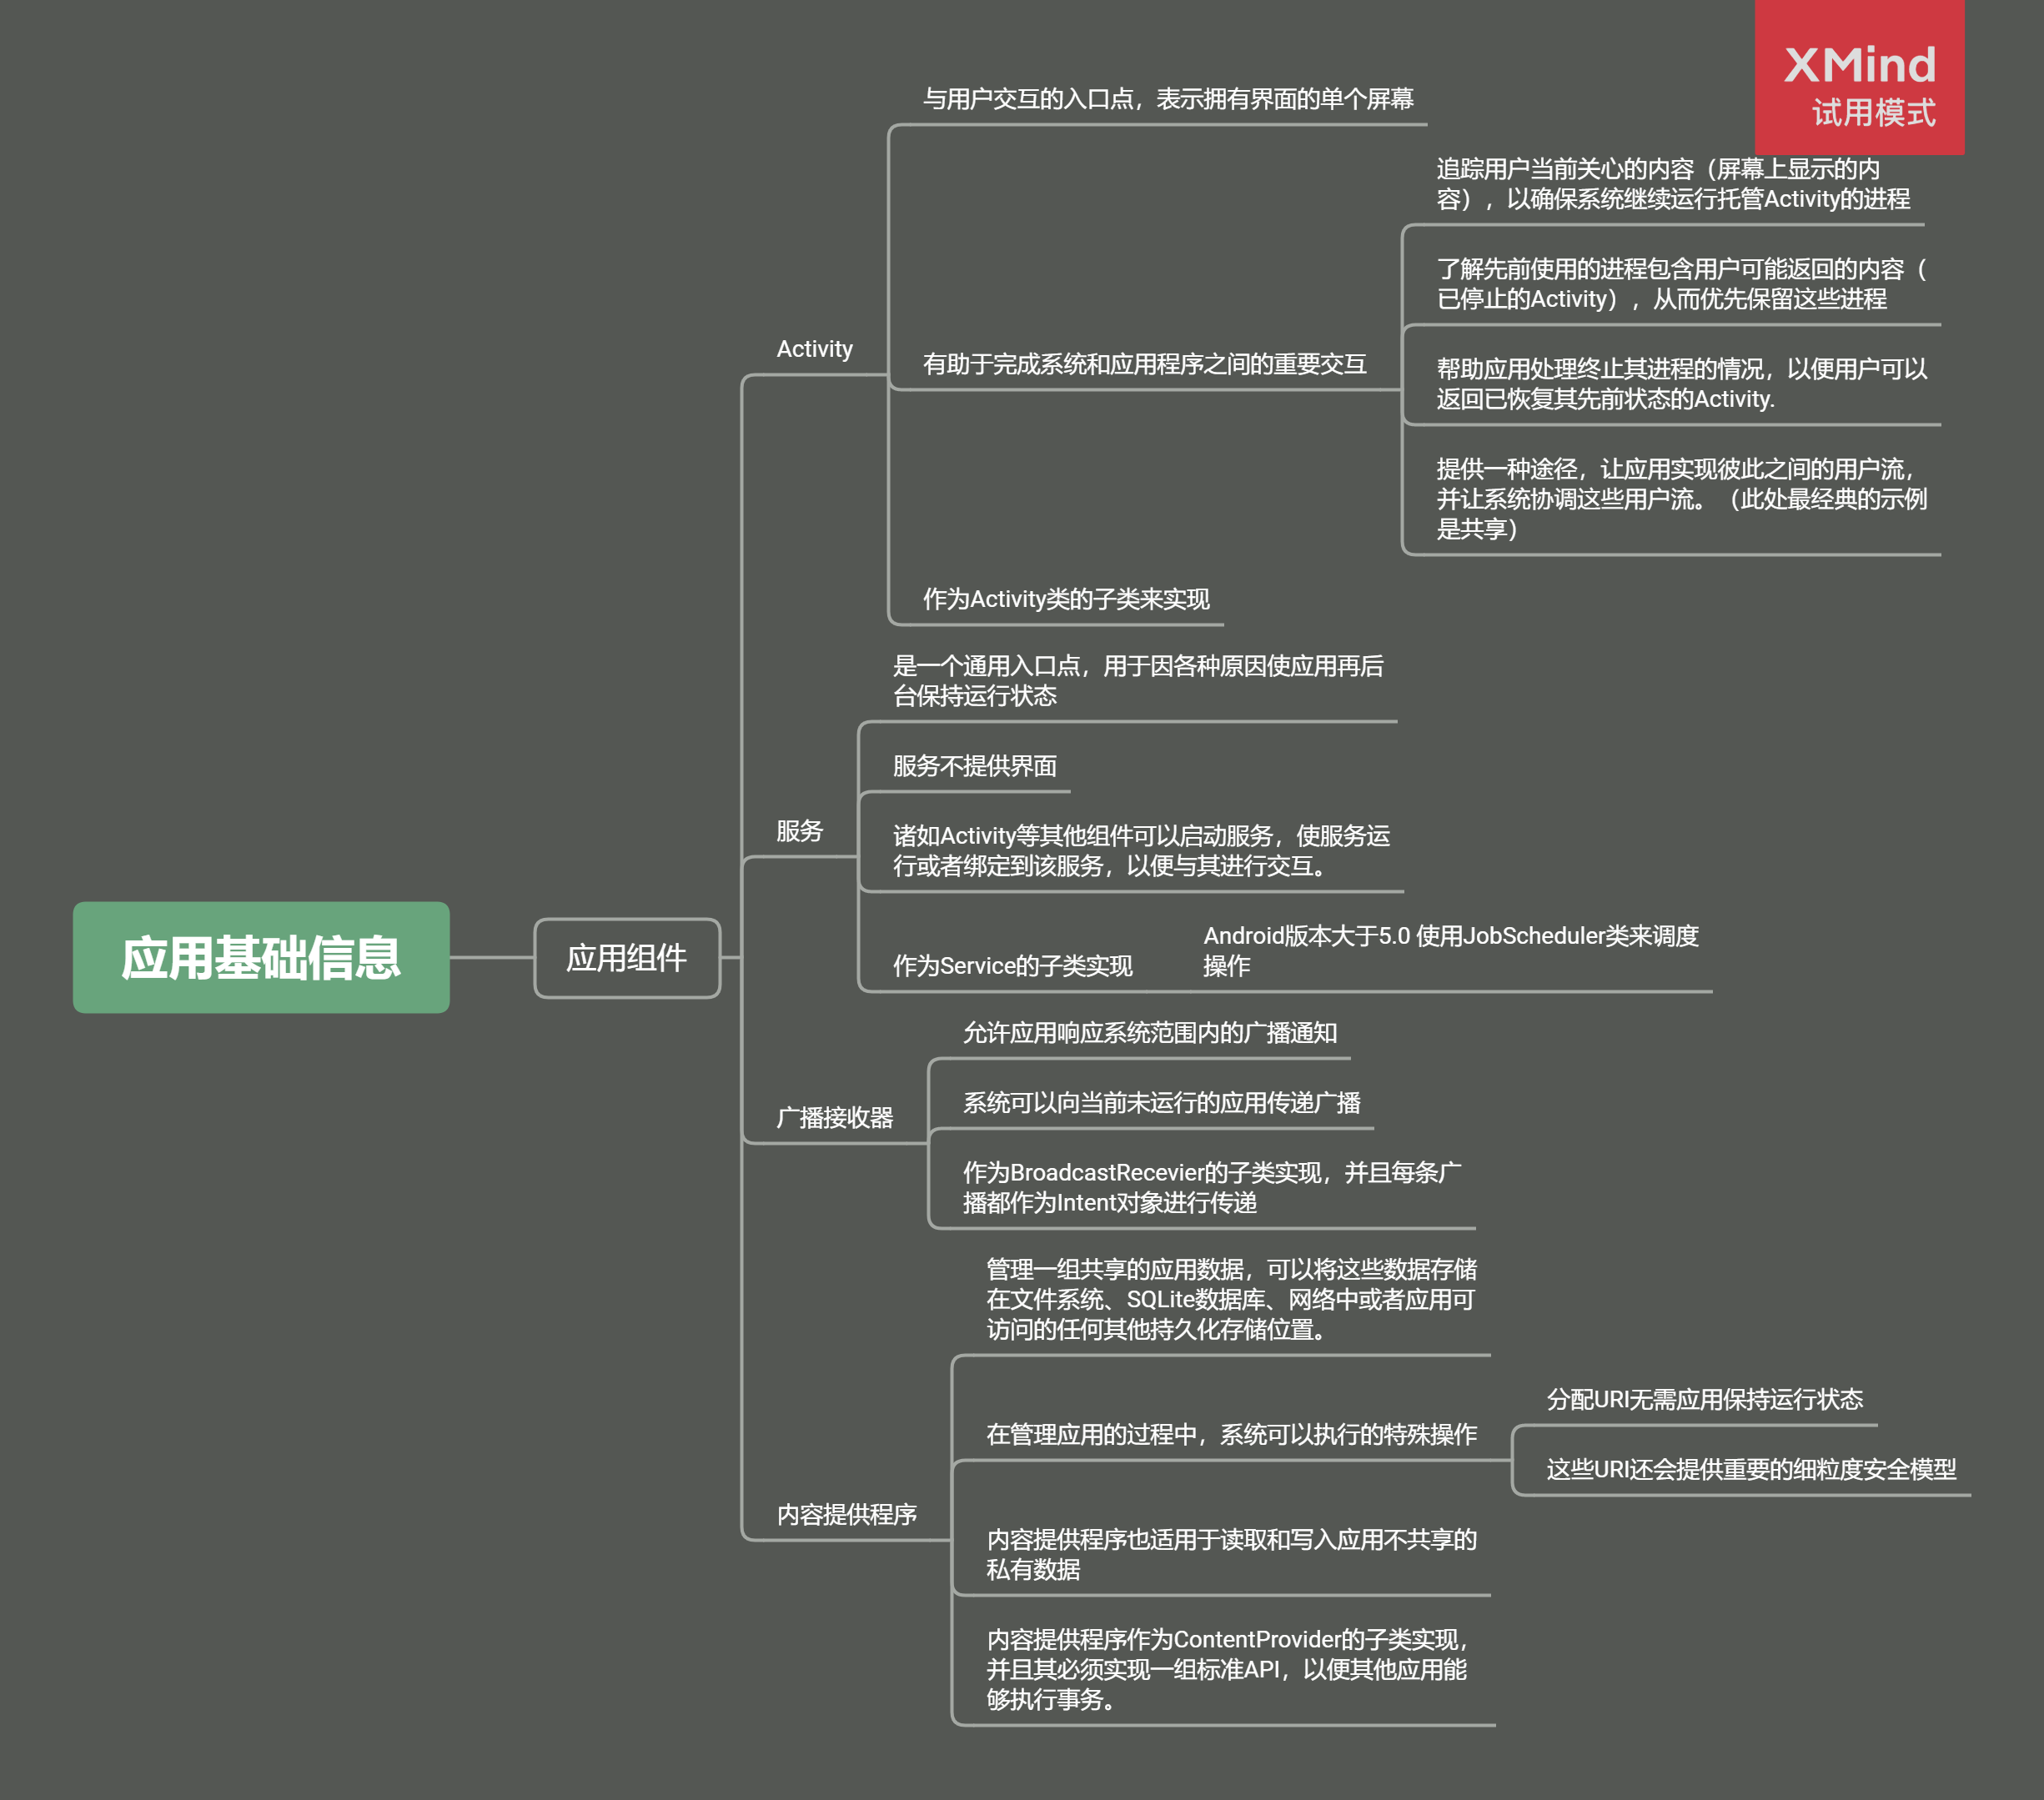 XMind
试用模式
应用基础信息
应用组件
Activity
与用户交互的入口点，表示拥有界面的单个屏幕
有助于完成系统和应用程序之间的重要交互
追踪用户当前关心的内容（屏幕上显示的内
容），以确保系统继续运行托管Activity的进程
了解先前使用的进程包含用户可能返回的内容（
已停止的Activity），从而优先保留这些进程
帮助应用处理终止其进程的情况，以便用户可以
返回已恢复其先前状态的Activity.
提供一种途径，让应用实现彼此之间的用户流，
并让系统协调这些用户流。（此处最经典的示例
是共享）
作为Activity类的子类来实现
服务
是一个通用入口点，用于因各种原因使应用再后
台保持运行状态
服务不提供界面
诸如Activity等其他组件可以启动服务，使服务运
行或者绑定到该服务，以便与其进行交互。
作为Service的子类实现
Android版本大于5.0 使用JobScheduler类来调度
操作
广播接收器
允许应用响应系统范围内的广播通知
系统可以向当前未运行的应用传递广播
作为BroadcastRecevier的子类实现，并且每条广
播都作为Intent对象进行传递
内容提供程序
管理一组共享的应用数据，可以将这些数据存储
在文件系统、SQLite数据库、网络中或者应用可
访问的任何其他持久化存储位置。
在管理应用的过程中，系统可以执行的特殊操作
分配URI无需应用保持运行状态
这些URI还会提供重要的细粒度安全模型
内容提供程序也适用于读取和写入应用不共享的
私有数据
内容提供程序作为ContentProvider的子类实现，
并且其必须实现一组标准API，以便其他应用能
够执行事务。